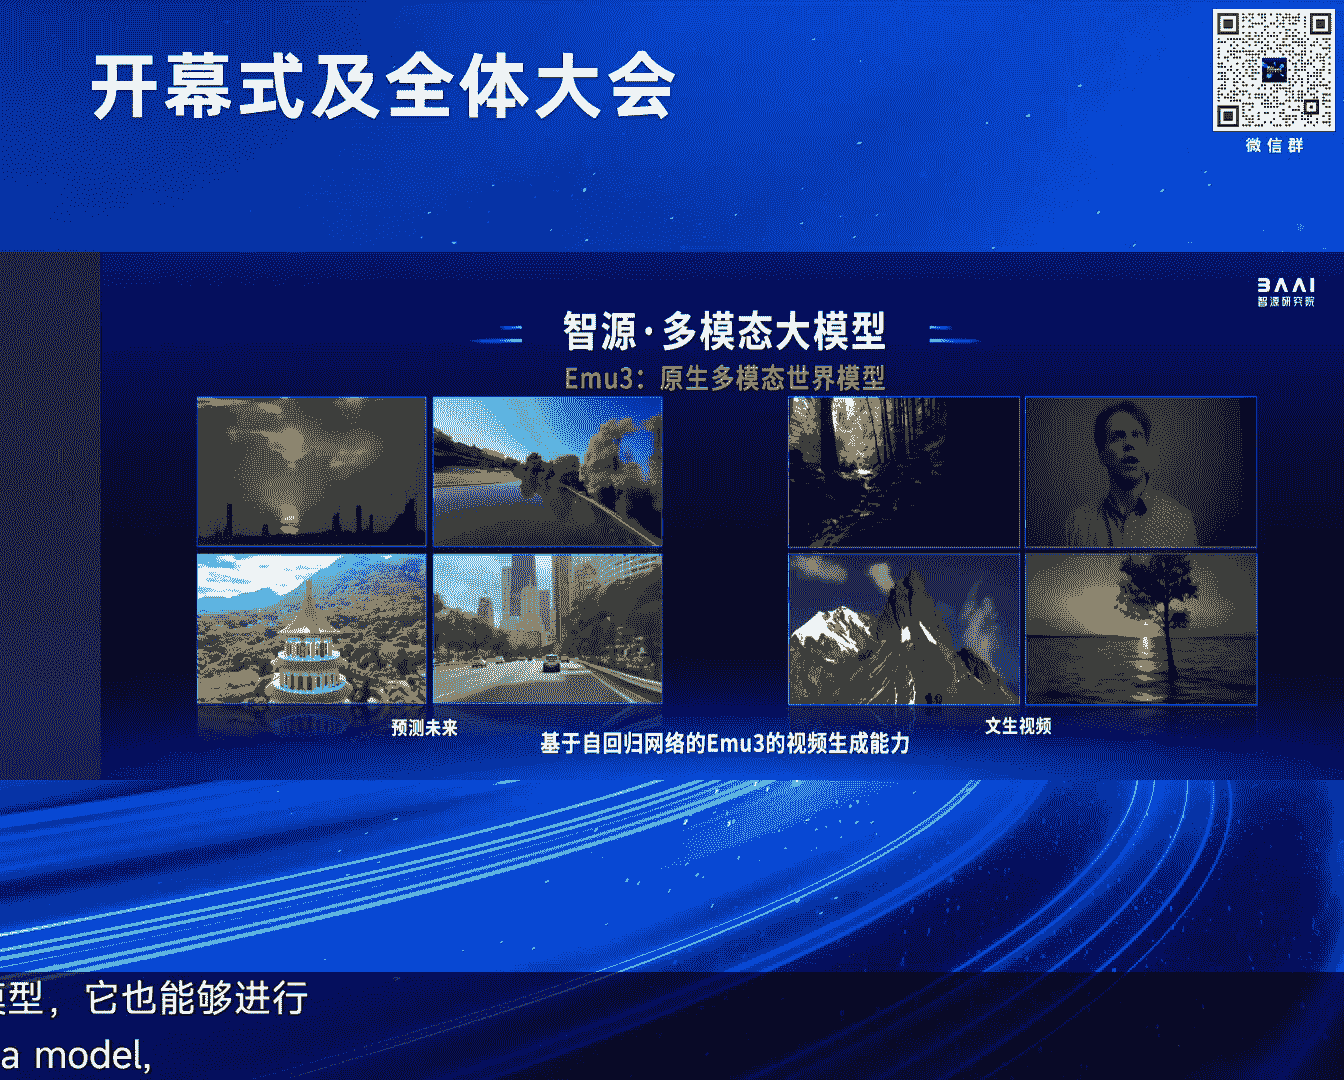 开幕式及全体大会
微信群
BAAI
智源研究院
智源·多模态大模型
Emu3：原生多模态世界模型
预测未来
文生视频
基于自回归网络的Emu3的视频生成能力
型，它也能够进行
a model,